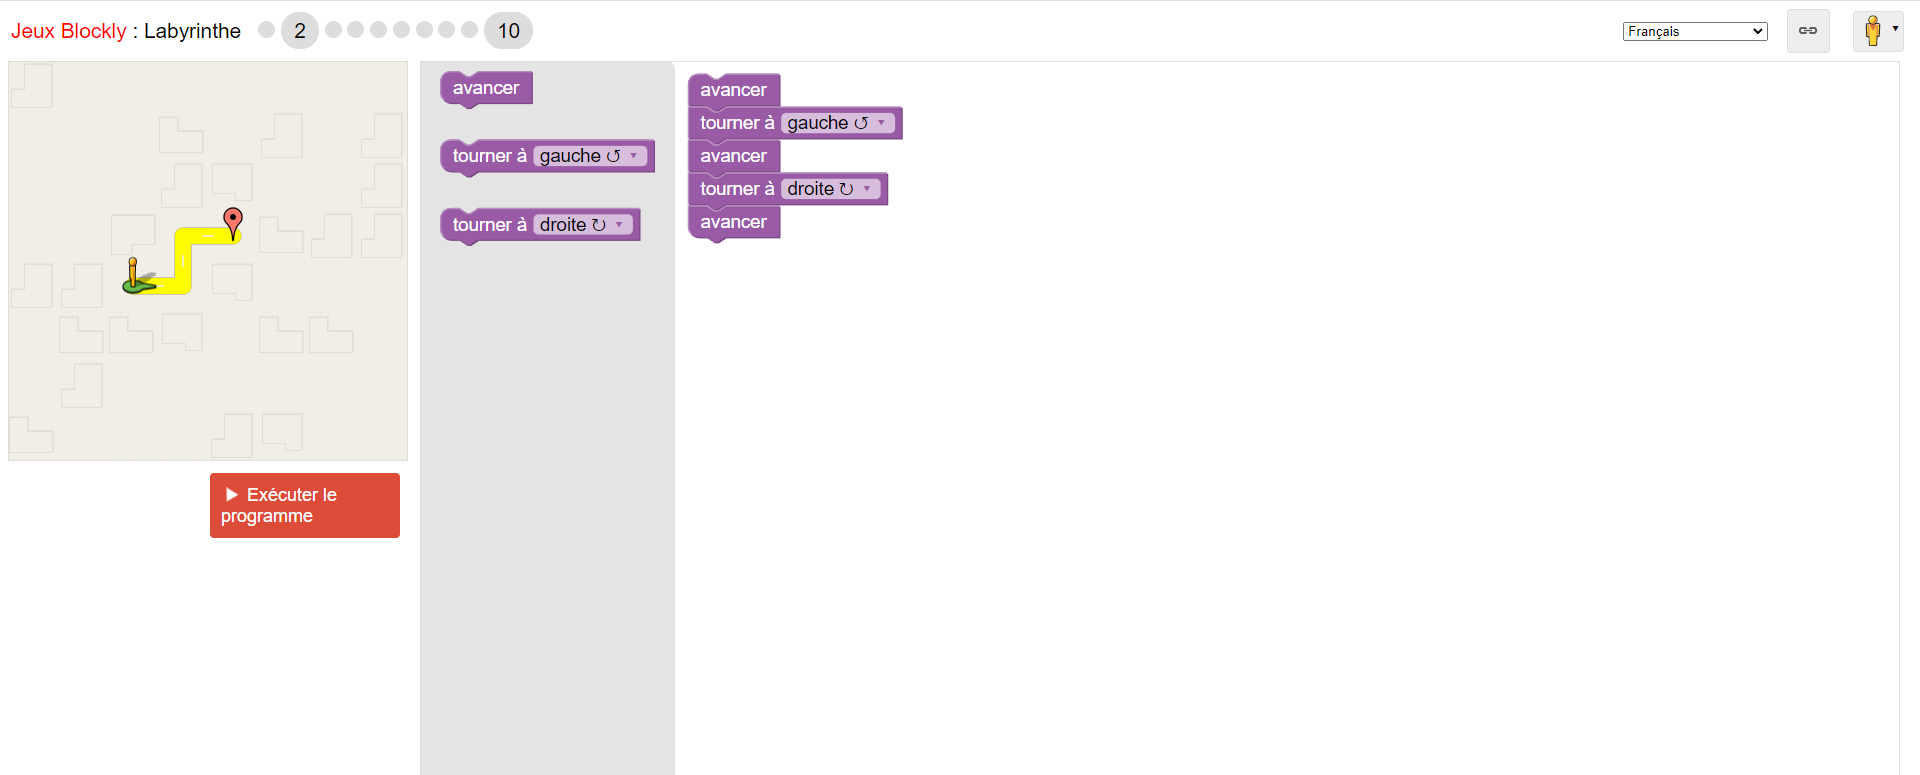 Jeux Blockly : Labyrinthe 2 10 Français
avancer
tourner à gauche ↺ ▾
tourner à droite ↻ ▾
avancer
tourner à gauche ↺ ▾
avancer
tourner à droite ↻ ▾
avancer
Exécuter le
programme